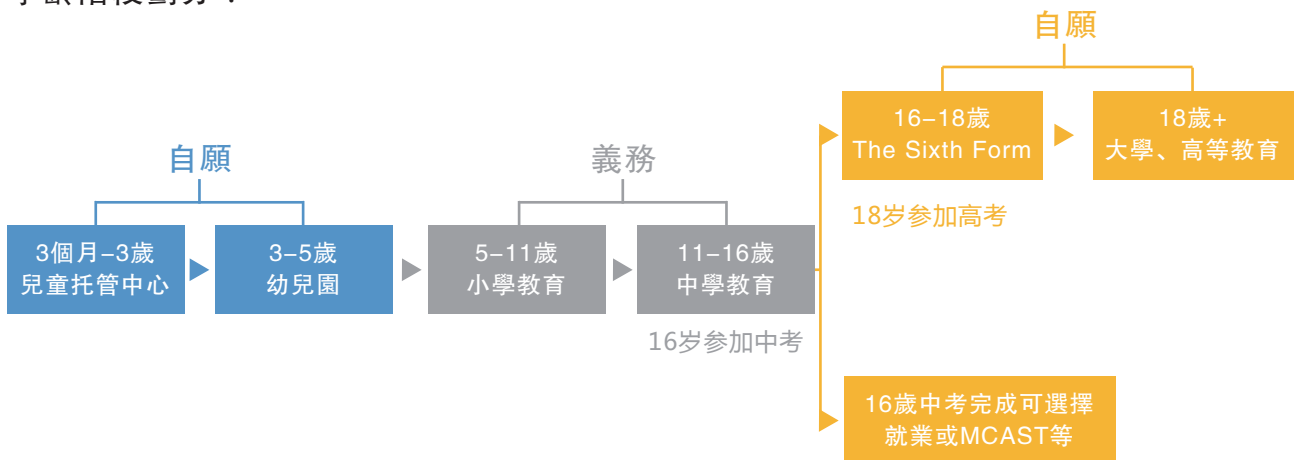 自願
16–18歲
The Sixth Form
18歲+
大學、高等教育
18岁参加高考
自願
3個月–3歲
兒童托管中心
3–5歲
幼兒園
義務
5–11歲
小學教育
11–16歲
中學教育
16岁参加中考
16歲中考完成可選擇
就業或MCAST等